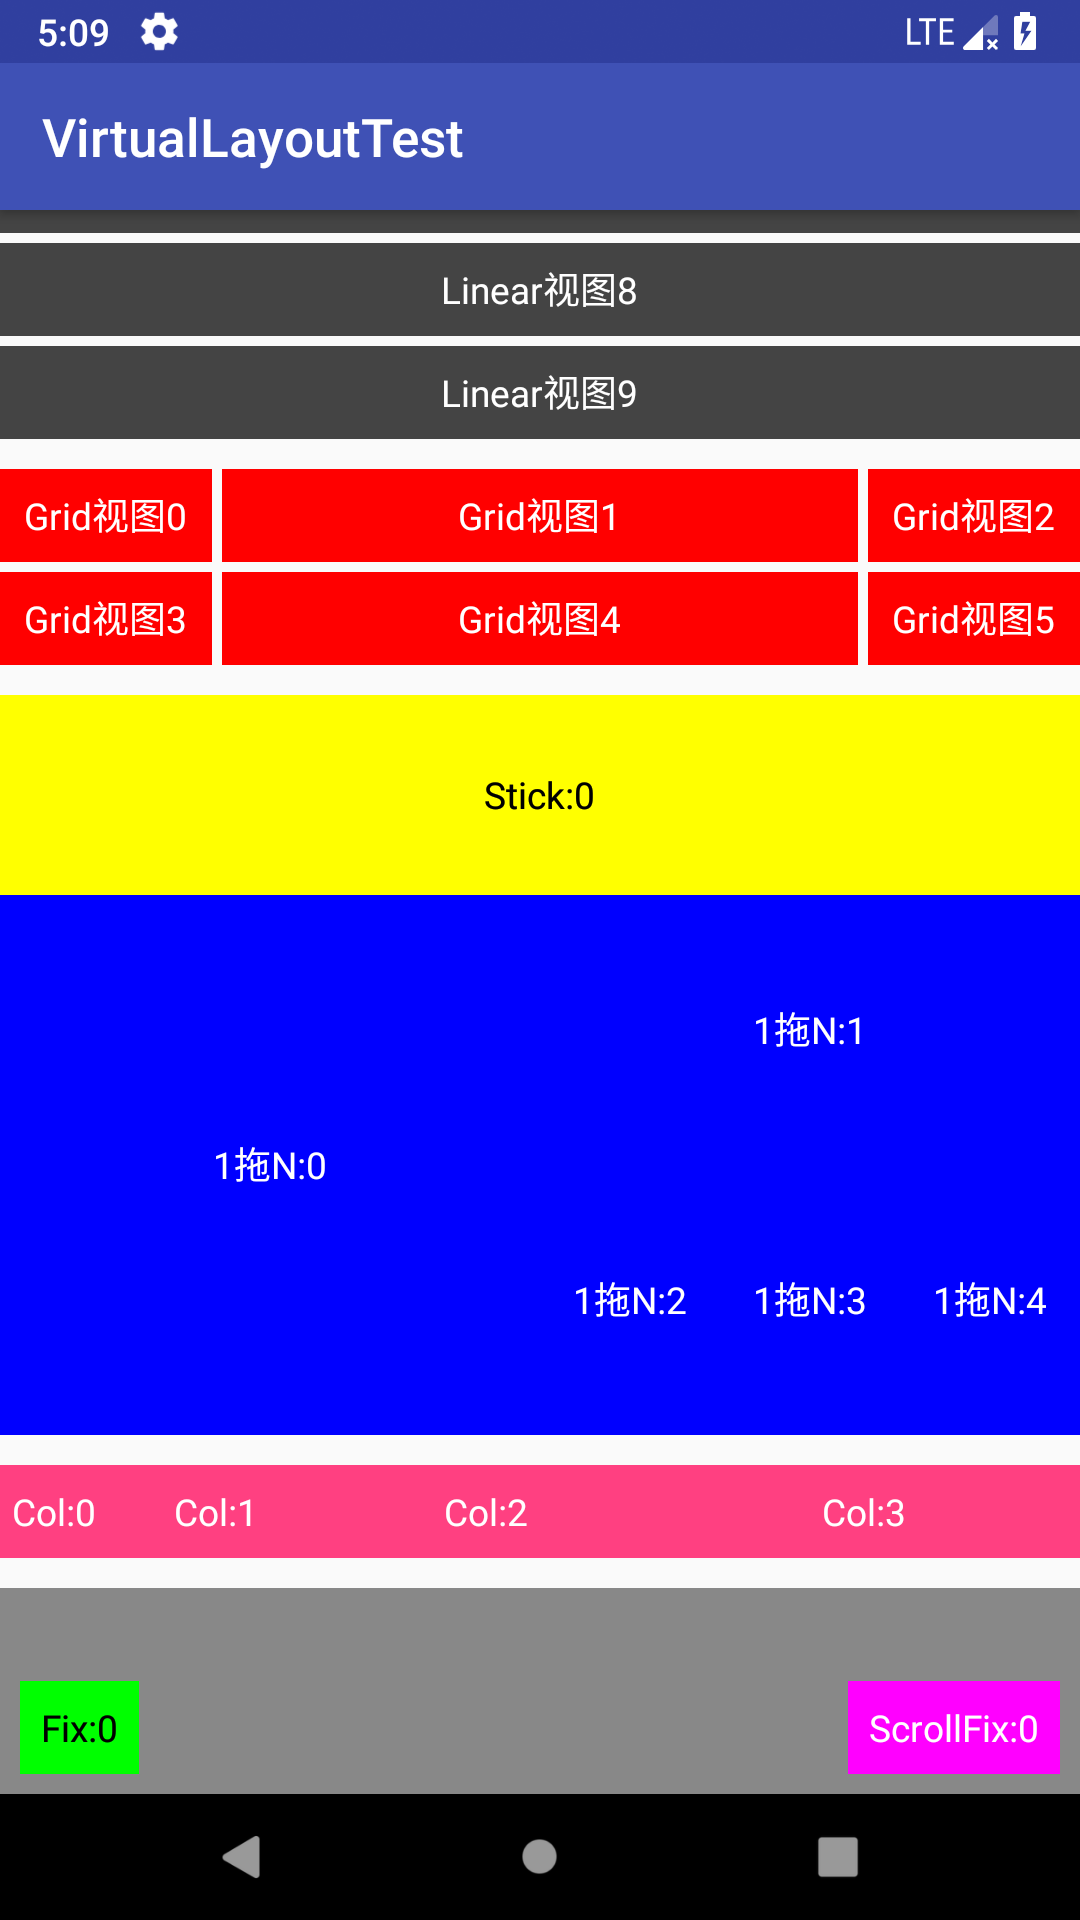 5:09 LTE
VirtualLayoutTest
Linear视图8
Linear视图9
Grid视图0 Grid视图1 Grid视图2
Grid视图3 Grid视图4 Grid视图5
Stick:0
1拖N:1
1拖N:0
1拖N:2 1拖N:3 1拖N:4
Col:0 Col:1 Col:2 Col:3
Fix:0 ScrollFix:0